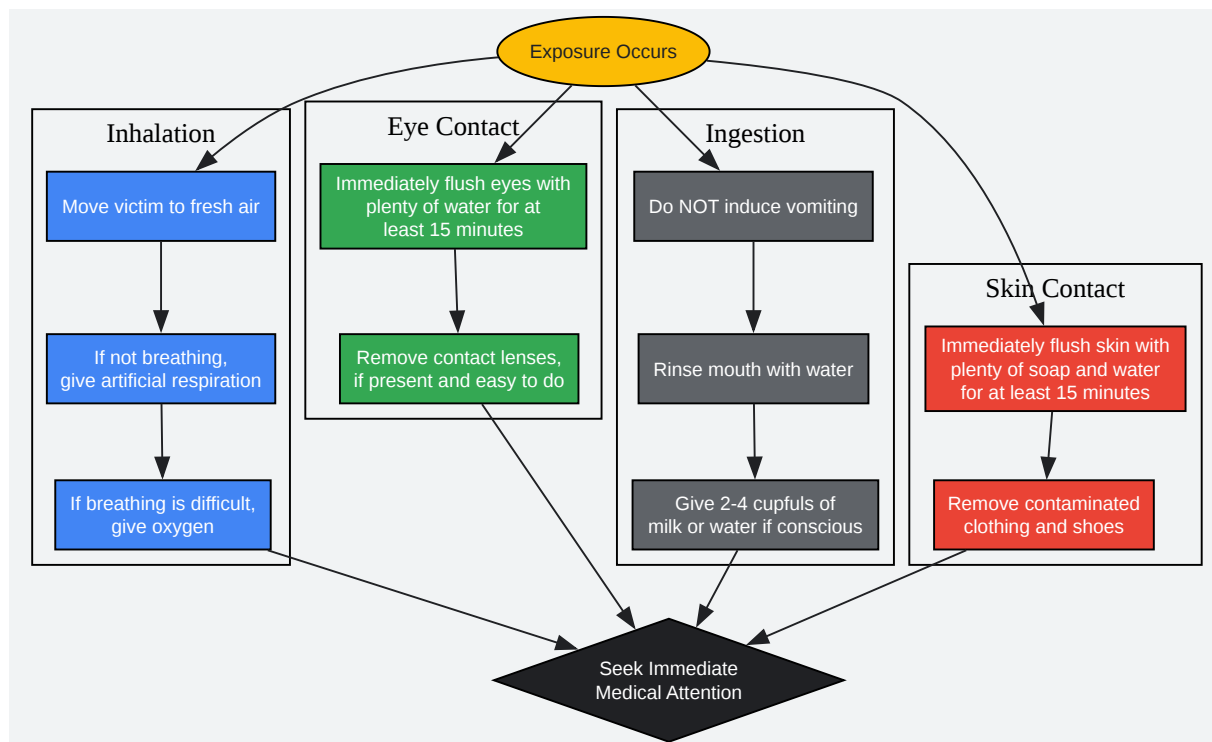 Exposure Occurs
Inhalation
Move victim to fresh air
If not breathing,
give artificial respiration
If breathing is difficult,
give oxygen
Eye Contact
Immediately flush eyes with
plenty of water for at
least 15 minutes
Remove contact lenses,
if present and easy to do
Ingestion
Do NOT induce vomiting
Rinse mouth with water
Give 2-4 cupfuls of
milk or water if conscious
Skin Contact
Immediately flush skin with
plenty of soap and water
for at least 15 minutes
Remove contaminated
clothing and shoes
Seek Immediate
Medical Attention